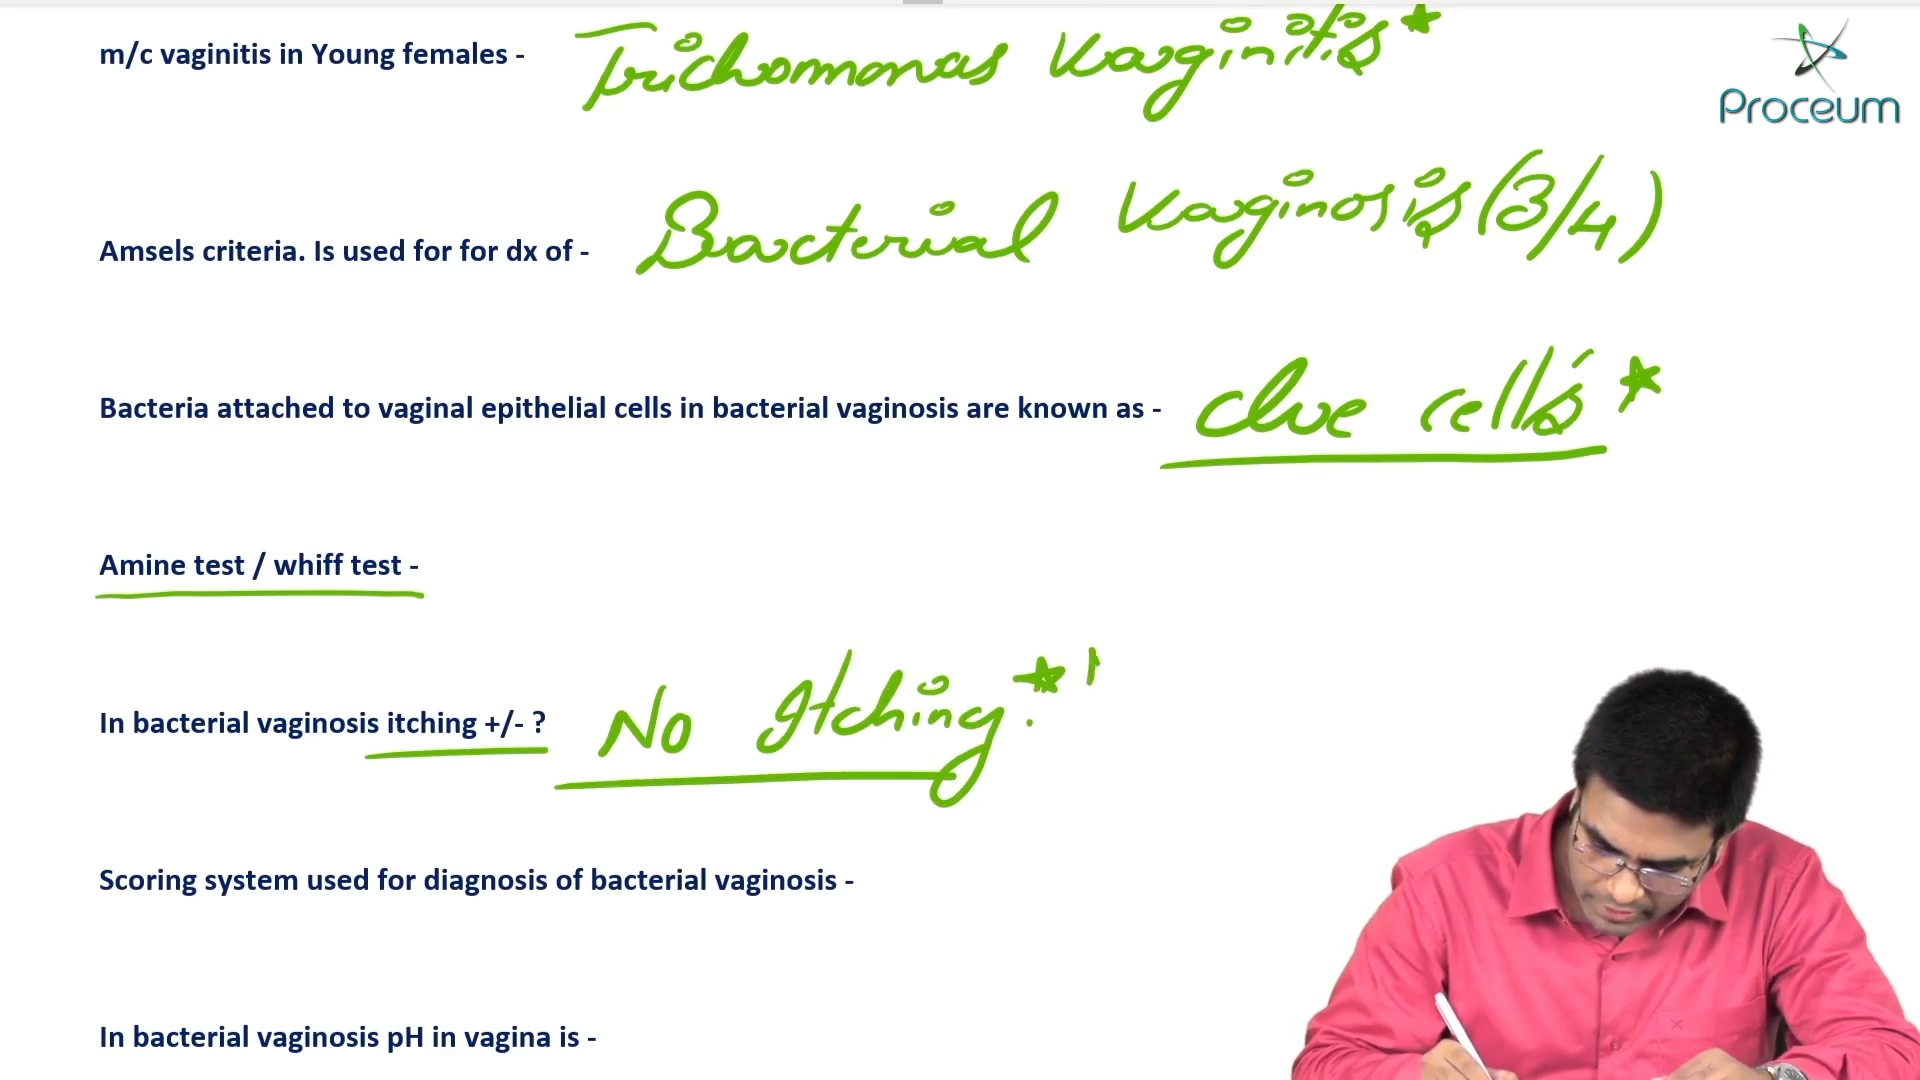 m/c vaginitis in Young females - Trichomonas Vaginitis
Proceum
Amsels criteria. Is used for for dx of - Bacterial Vaginosis (3/4)
Bacteria attached to vaginal epithelial cells in bacterial vaginosis are known as - clue cells
Amine test / whiff test -
In bacterial vaginosis itching +/- ? No Itching.
Scoring system used for diagnosis of bacterial vaginosis -
In bacterial vaginosis pH in vagina is -